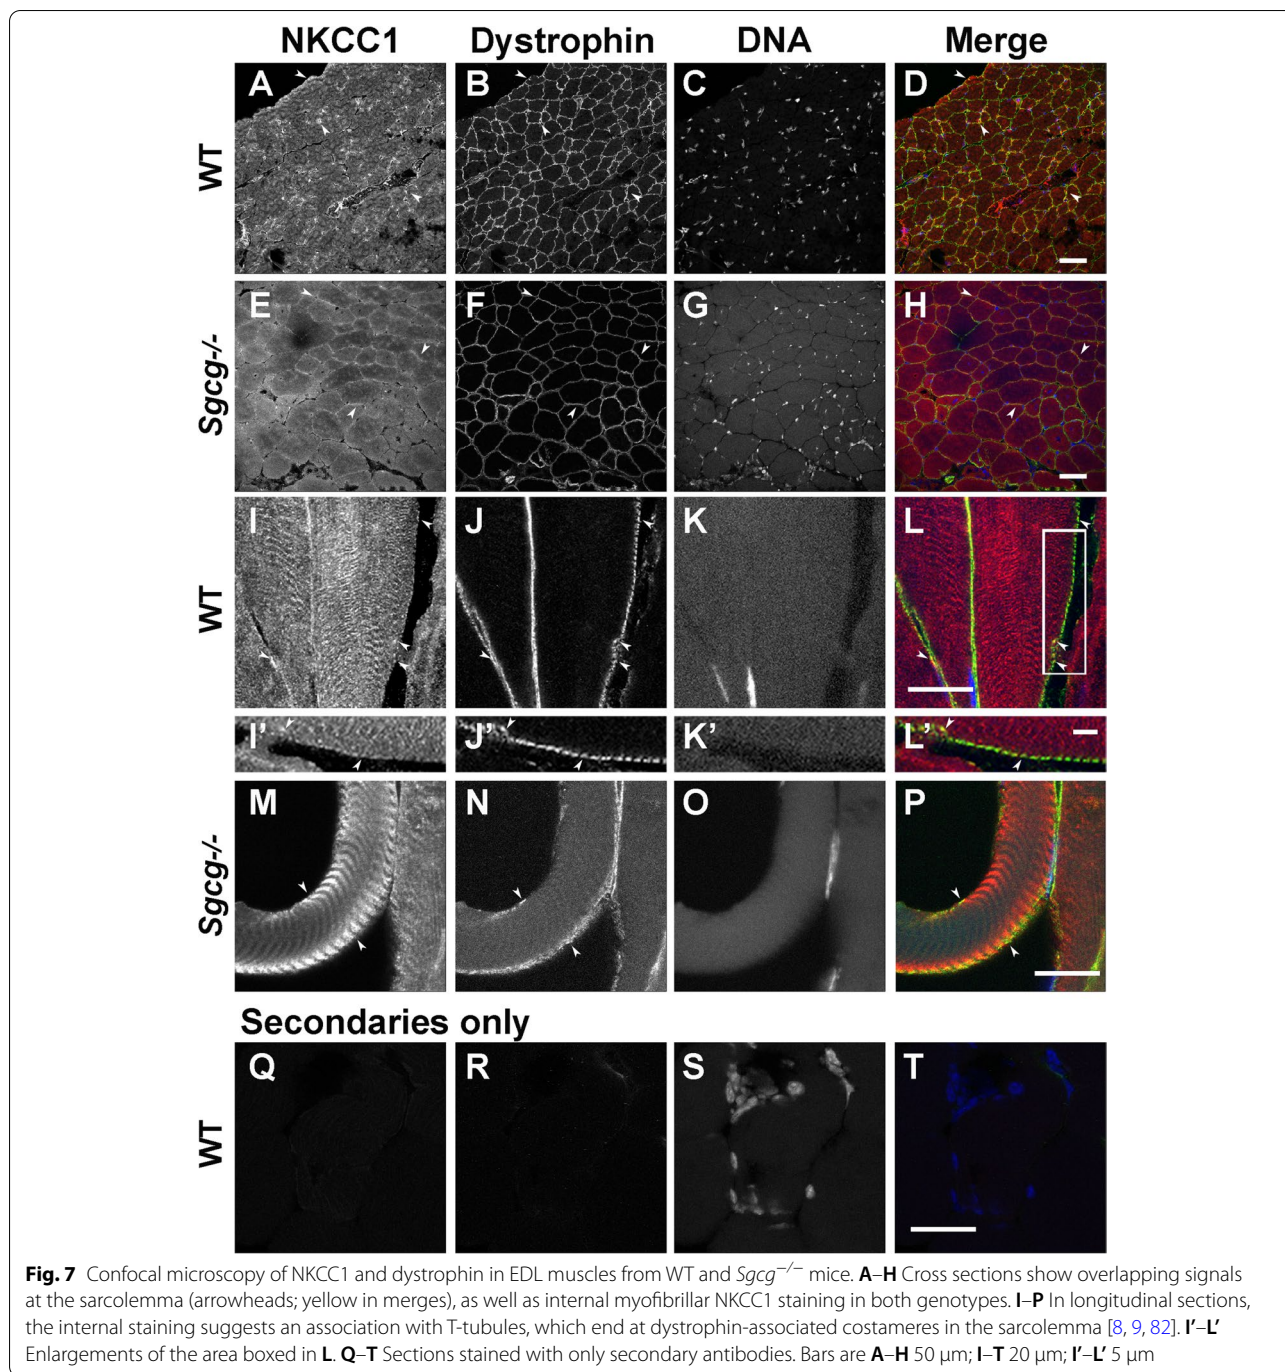 NKCC1 Dystrophin DNA Merge
WT
A B C D
Sgcg-/-
E F G H
WT
I J K L
I' J' K' L'
Sgcg-/-
M N O P
Secondaries only
WT
Q R S T
Fig. 7 Confocal microscopy of NKCC1 and dystrophin in EDL muscles from WT and Sgcg−/− mice. A–H Cross sections show overlapping signals
at the sarcolemma (arrowheads; yellow in merges), as well as internal myofibrillar NKCC1 staining in both genotypes. I–P In longitudinal sections,
the internal staining suggests an association with T-tubules, which end at dystrophin-associated costameres in the sarcolemma [8, 9, 82]. I′–L′
Enlargements of the area boxed in L. Q–T Sections stained with only secondary antibodies. Bars are A–H 50 μm; I–T 20 μm; I′–L′ 5 μm